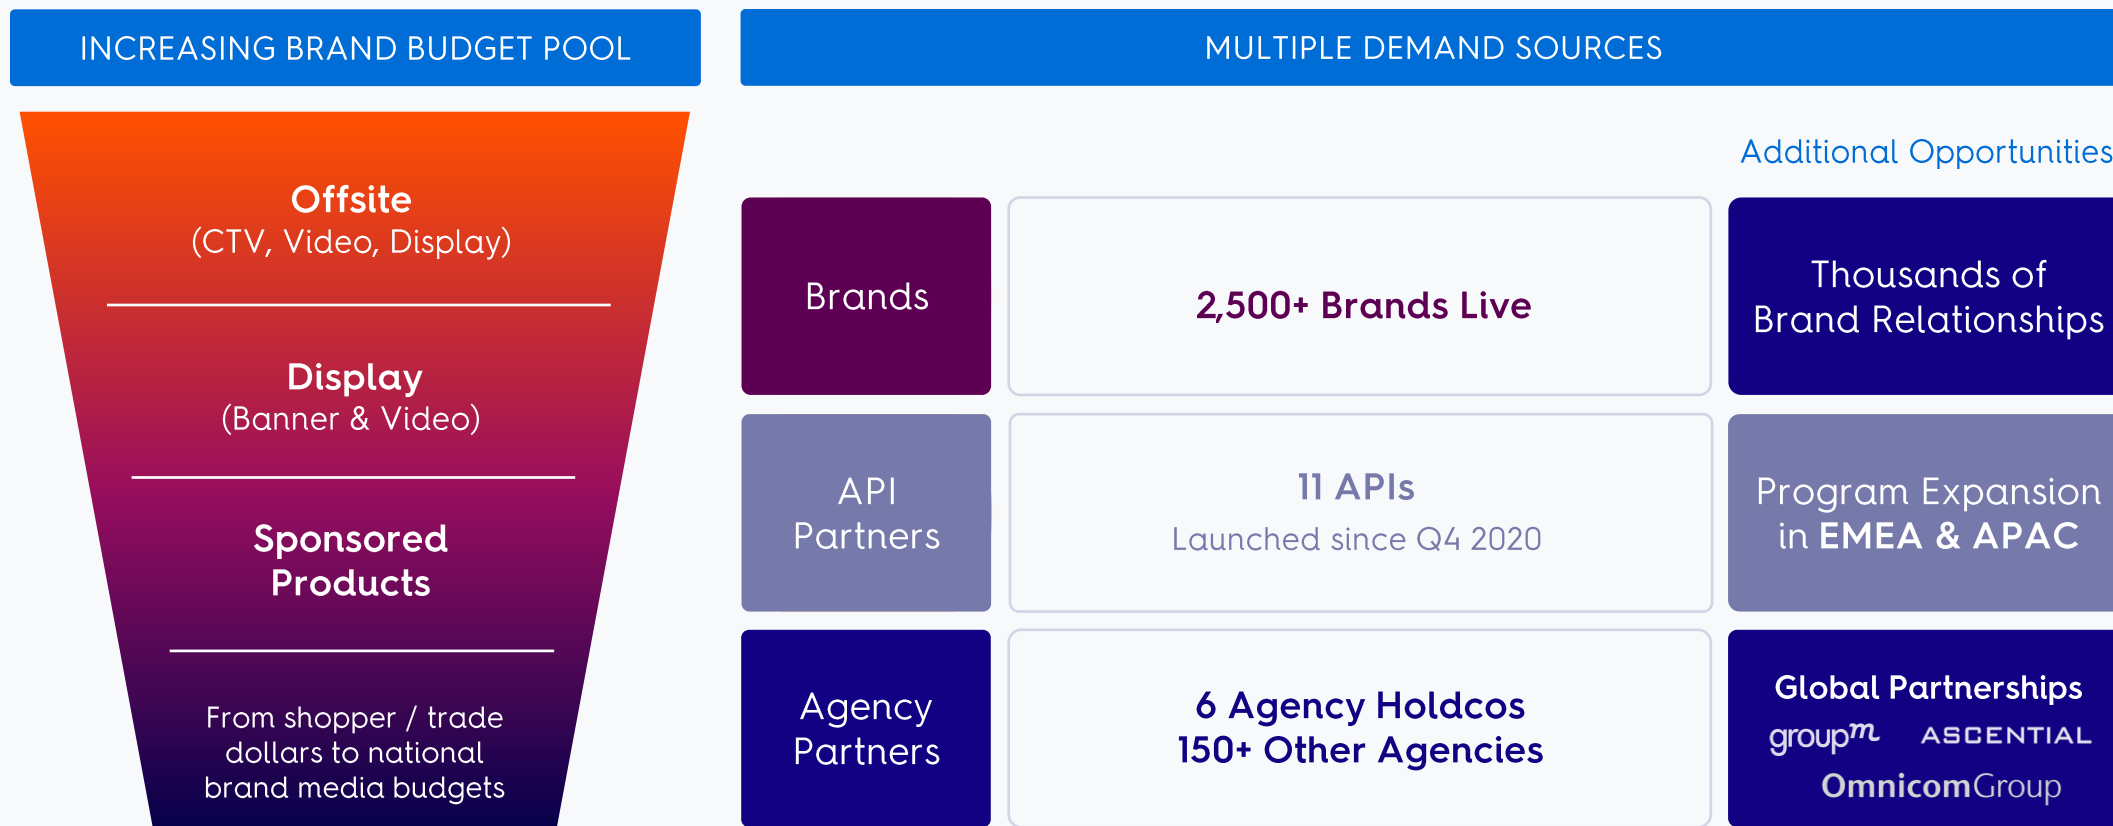 INCREASING BRAND BUDGET POOL
Offsite
(CTV, Video, Display)
Display
(Banner & Video)
Sponsored
Products
From shopper / trade
dollars to national
brand media budgets
MULTIPLE DEMAND SOURCES
Additional Opportunities
Brands
2,500+ Brands Live
Thousands of
Brand Relationships
API
Partners
11 APIs
Launched since Q4 2020
Program Expansion
in EMEA & APAC
Agency
Partners
6 Agency Holdcos
150+ Other Agencies
Global Partnerships
groupm ASCENTIAL
OmnicomGroup